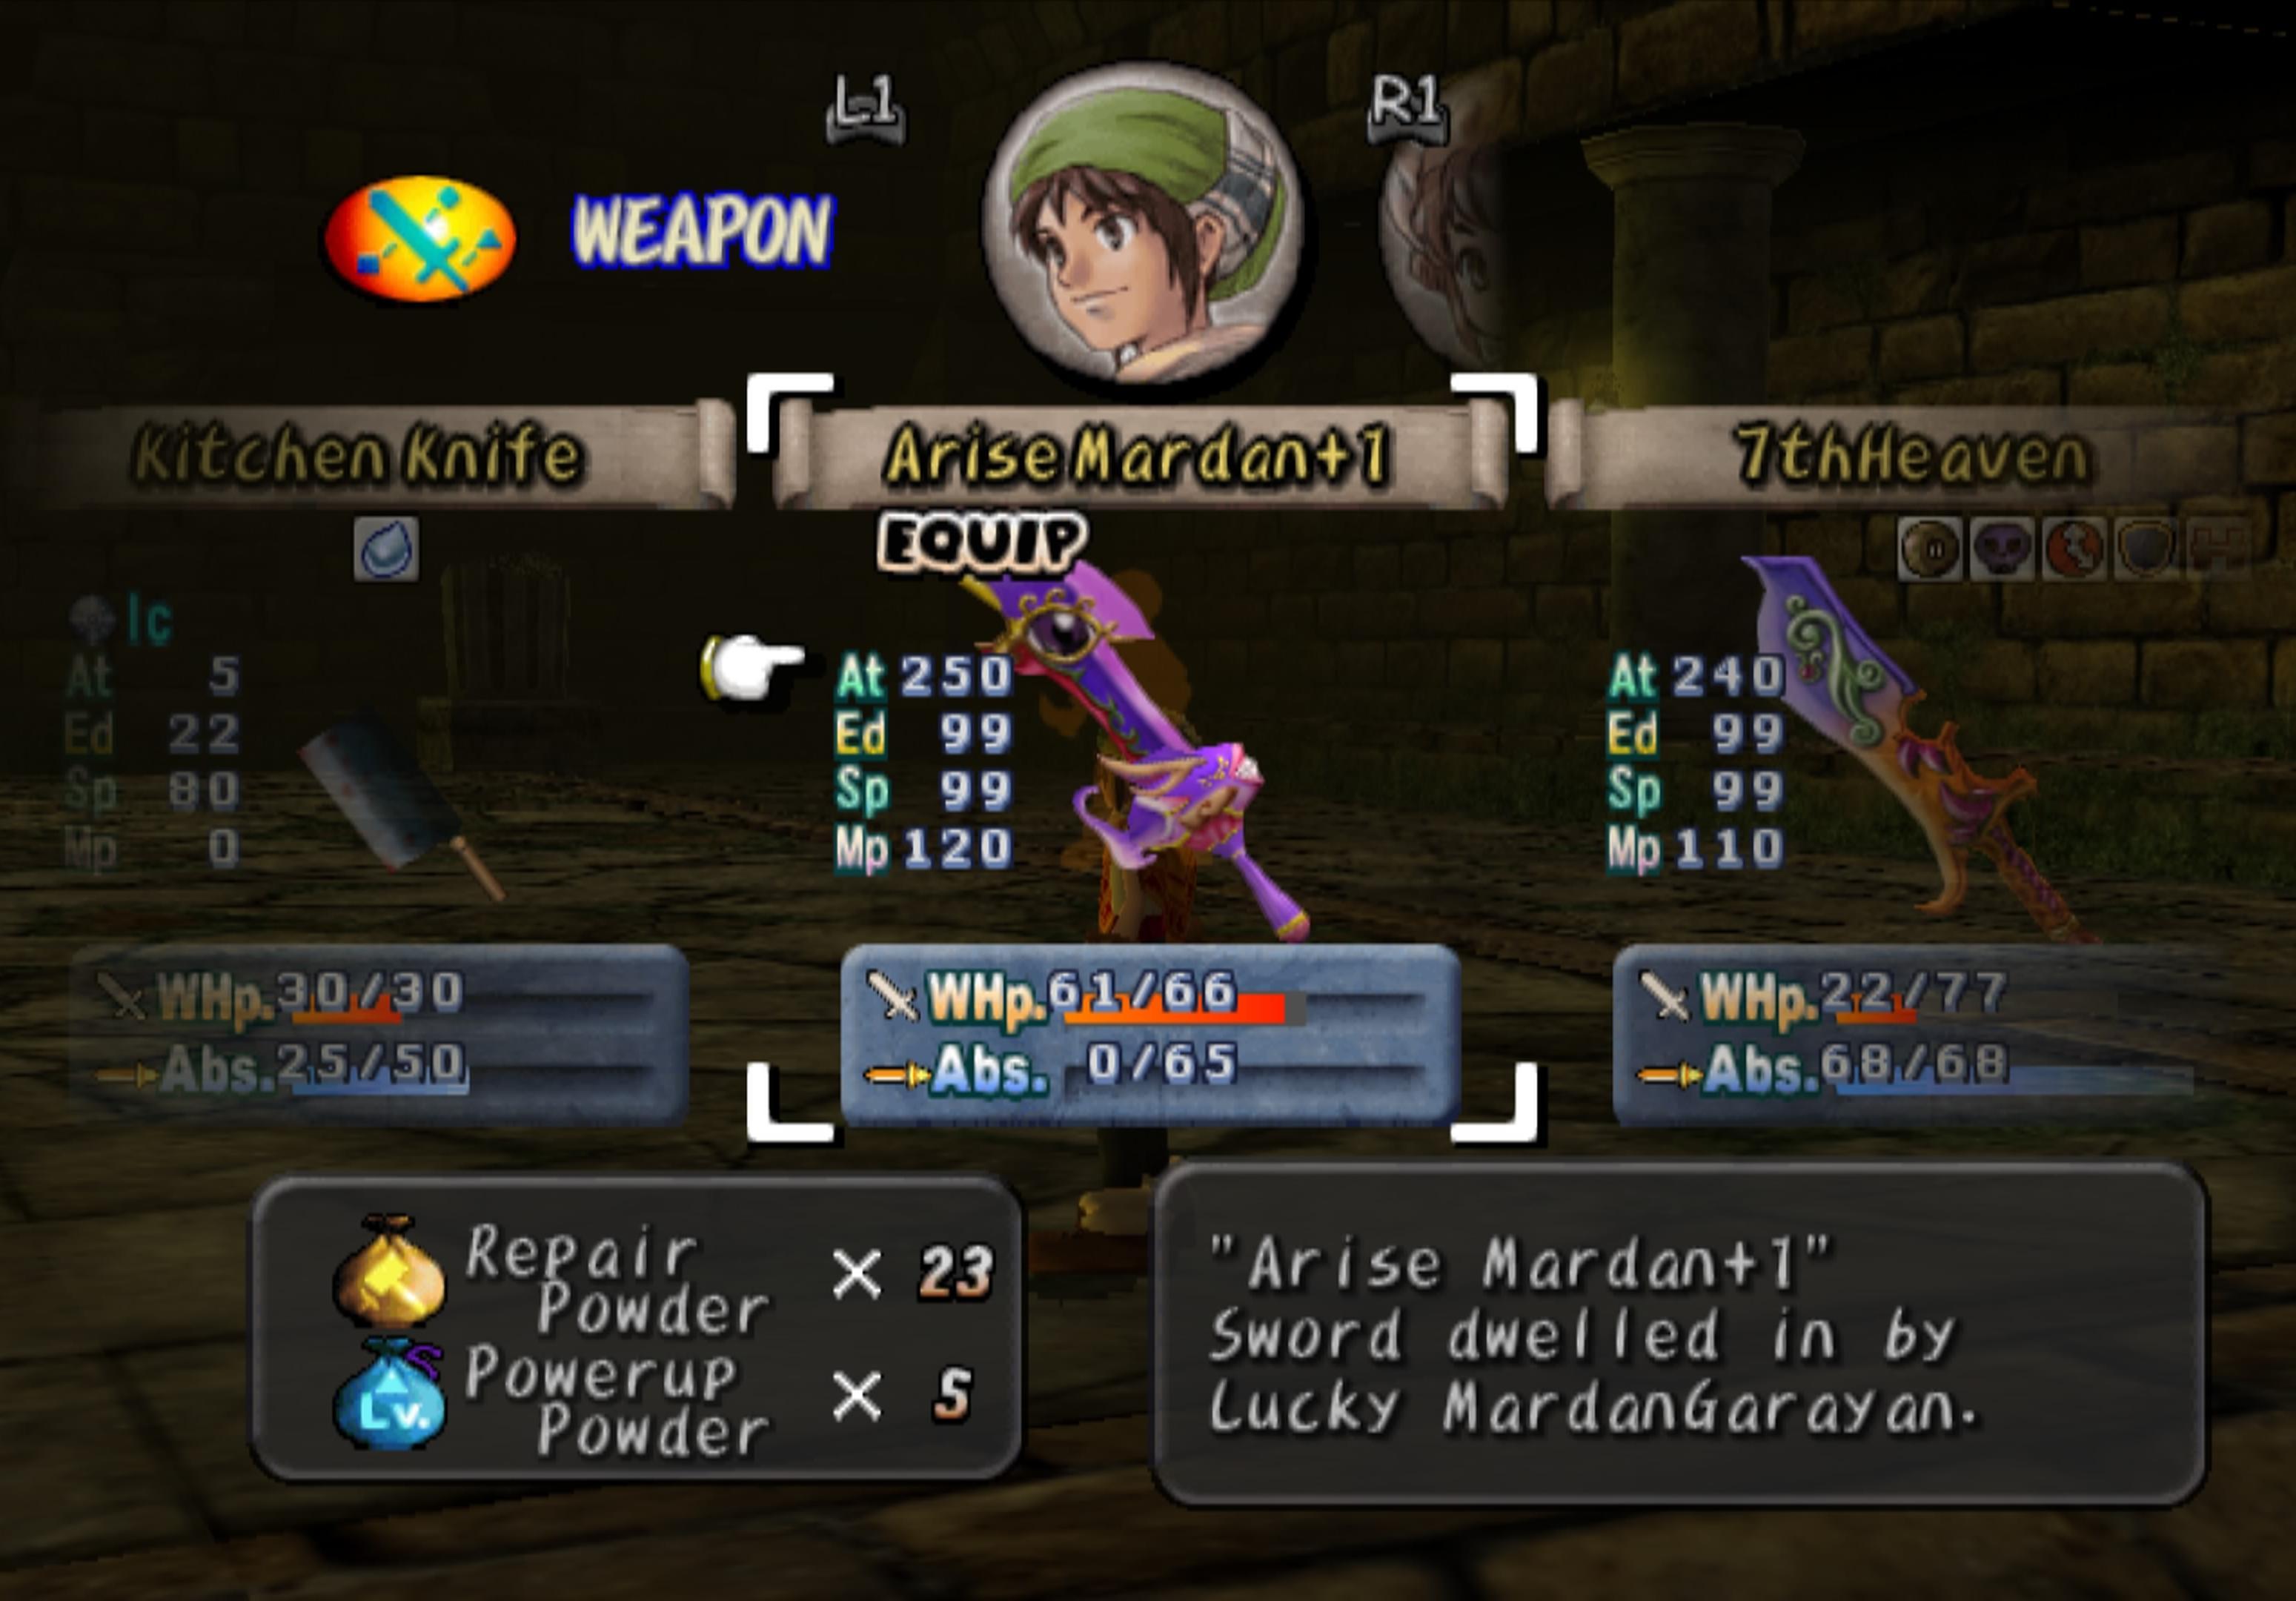 L1
R1
WEAPON
Kitchen Knife
Arise Mardan+1
7thHeaven
EQUIP
Ic
At 5
Ed 22
Sp 80
Mp 0
At 250
Ed 99
Sp 99
Mp 120
At 240
Ed 99
Sp 99
Mp 110
WHp. 30/30
Abs. 25/50
WHp. 61/66
Abs. 0/65
WHp. 22/77
Abs. 68/68
Repair
Powder
× 23
Lv.
Powerup
Powder
× 5
"Arise Mardan+1"
Sword dwelled in by
Lucky MardanGarayan.